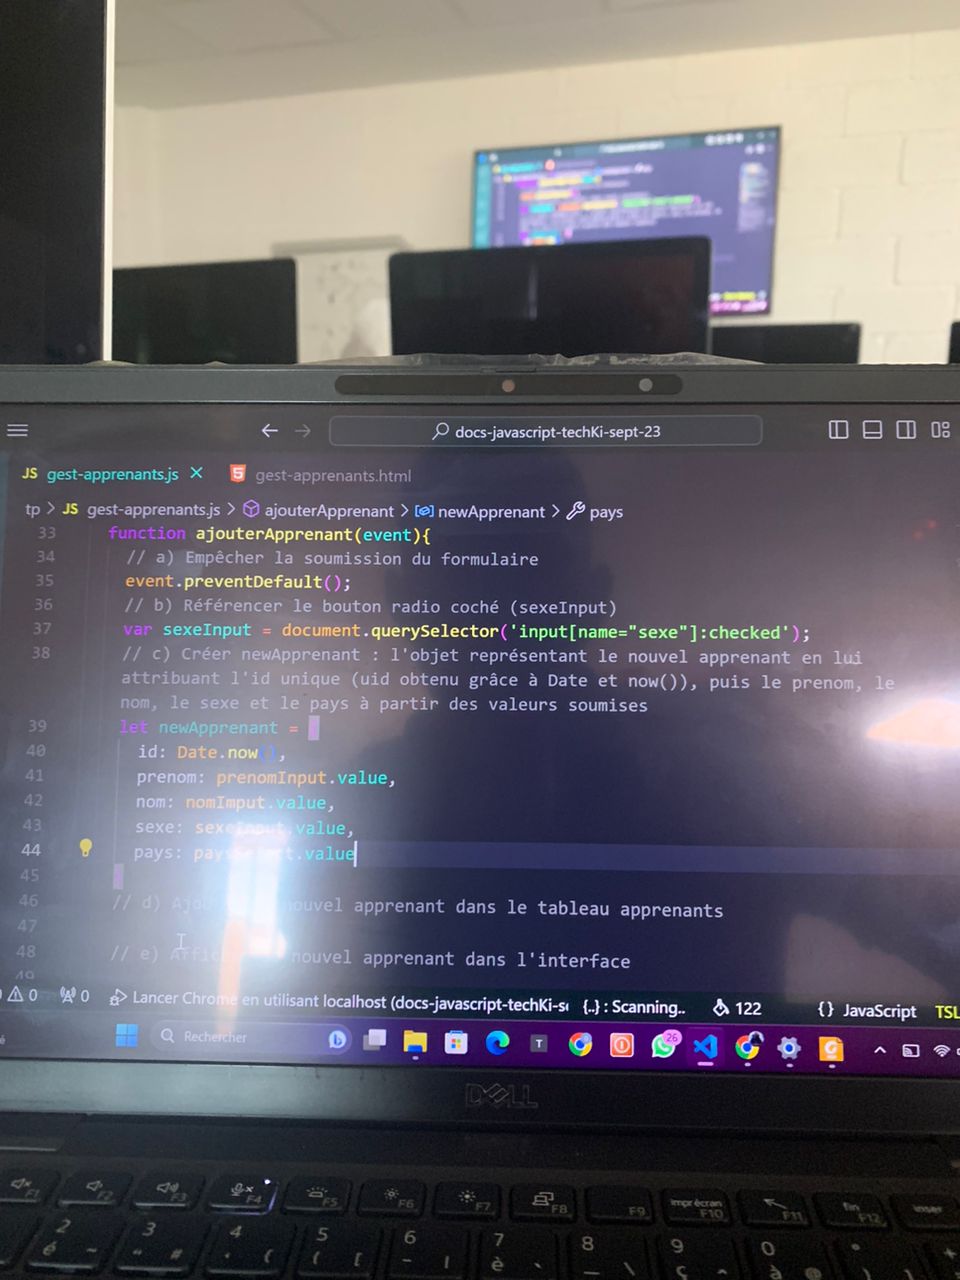 docs-javascript-techKi-sept-23
JS gest-apprenants.js
gest-apprenants.html
tp > JS gest-apprenants.js > ajouterApprenant > newApprenant > pays
33 function ajouterApprenant(event){
34 // a) Empêcher la soumission du formulaire
35 event.preventDefault();
36 // b) Référencer le bouton radio coché (sexeInput)
37 var sexeInput = document.querySelector('input[name="sexe"]:checked');
38 // c) Créer newApprenant : l'objet représentant le nouvel apprenant en lui
attribuant l'id unique (uid obtenu grâce à Date et now()), puis le prenom, le
nom, le sexe et le pays à partir des valeurs soumises
39 let newApprenant = {
40 id: Date.now(),
41 prenom: prenomInput.value,
42 nom: nomImput.value,
43 sexe: sexeInput.value,
44 pays: paysSelect.value
45 }
46 // d) nouvel apprenant dans le tableau apprenants
47
48 // e) nouvel apprenant dans l'interface
49
0 0 Lancer Chrome en utilisant localhost (docs-javascript-techKi-se {..} : Scanning.. 122 {} JavaScript TSL
Rechercher
T
26
DELL
F1 F2 F3 F4 F5 F6 F7 F8 F9 impr écran F10 F11 fin F12 inser
2 3 4 5 6 7 8 9 0
é ~ " # ' { ( [ - | è ` _ \ ç ^ à @